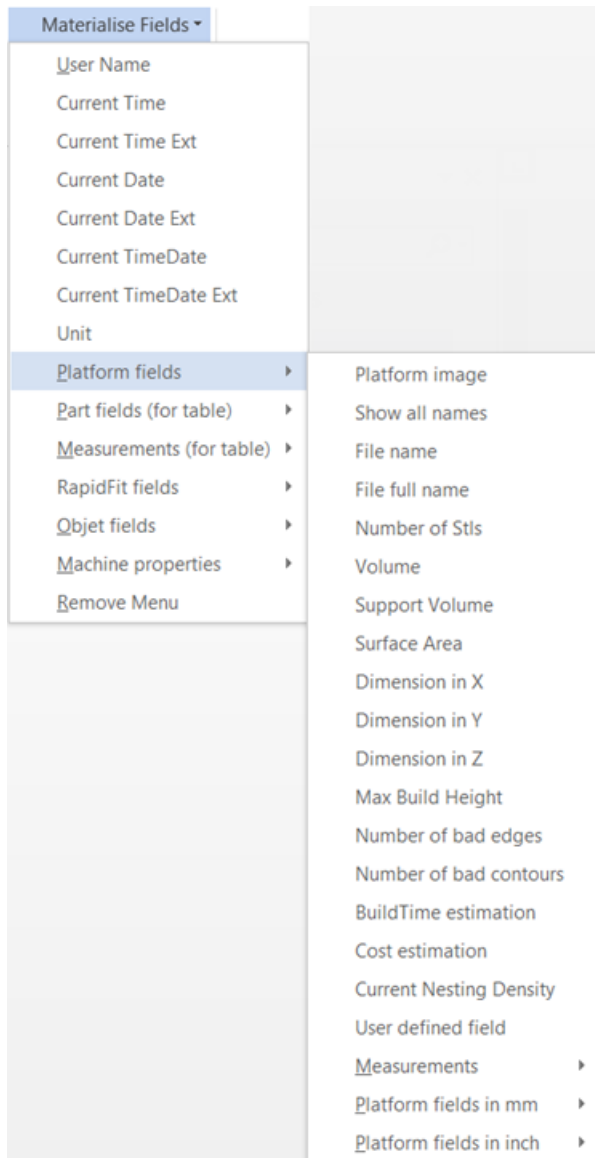 Materialise Fields
User Name
Current Time
Current Time Ext
Current Date
Current Date Ext
Current TimeDate
Current TimeDate Ext
Unit
Platform fields
Part fields (for table)
Measurements (for table)
RapidFit fields
Objet fields
Machine properties
Remove Menu
Platform image
Show all names
File name
File full name
Number of Stls
Volume
Support Volume
Surface Area
Dimension in X
Dimension in Y
Dimension in Z
Max Build Height
Number of bad edges
Number of bad contours
BuildTime estimation
Cost estimation
Current Nesting Density
User defined field
Measurements
Platform fields in mm
Platform fields in inch